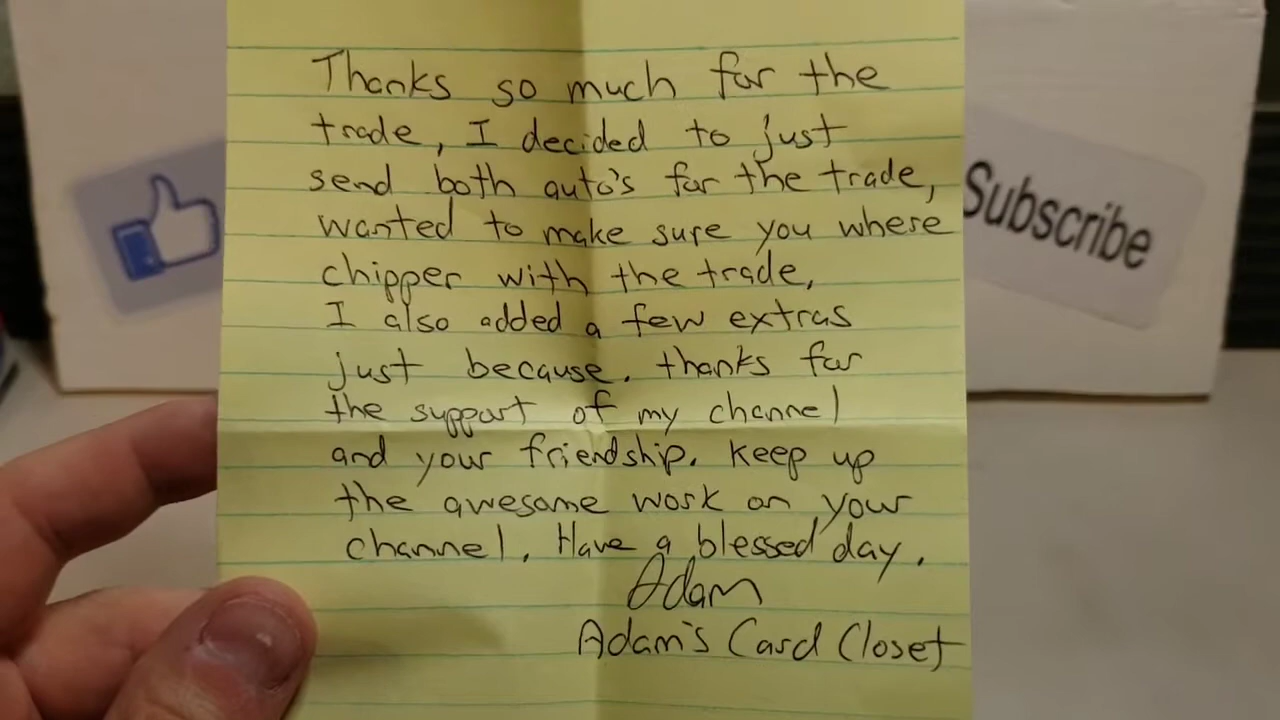 Thanks so much for the
trade, I decided to just
send both auto's for the trade,
wanted to make sure you where
chipper with the trade,
I also added a few extras
just because. thanks for
the support of my channel
and your friendship. Keep up
the awesome work on your
channel. Have a blessed day.
Adam
Adam's Card Closet
Subscribe